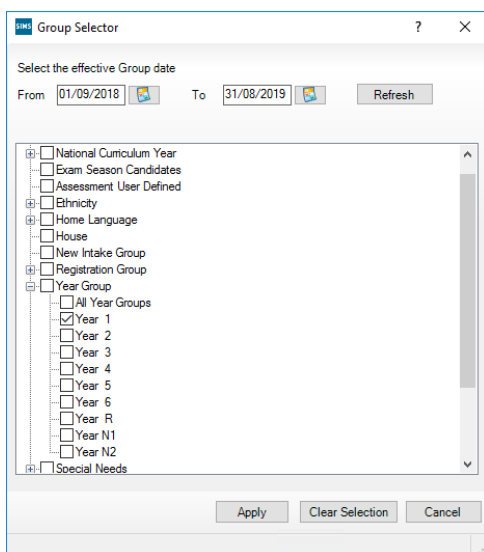 SIMS Group Selector ? X
Select the effective Group date
From 01/09/2018 To 31/08/2019 Refresh
National Curriculum Year
Exam Season Candidates
Assessment User Defined
Ethnicity
Home Language
House
New Intake Group
Registration Group
Year Group
All Year Groups
Year 1
Year 2
Year 3
Year 4
Year 5
Year 6
Year R
Year N1
Year N2
Special Needs
Apply Clear Selection Cancel